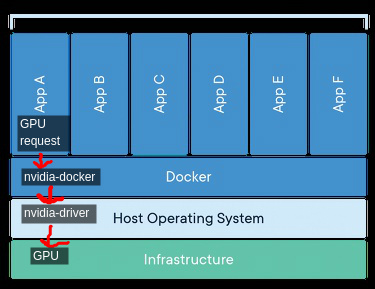 App A
App B
App C
App D
App E
App F
GPU
request
nvidia-docker
Docker
nvidia-driver
Host Operating System
GPU
Infrastructure